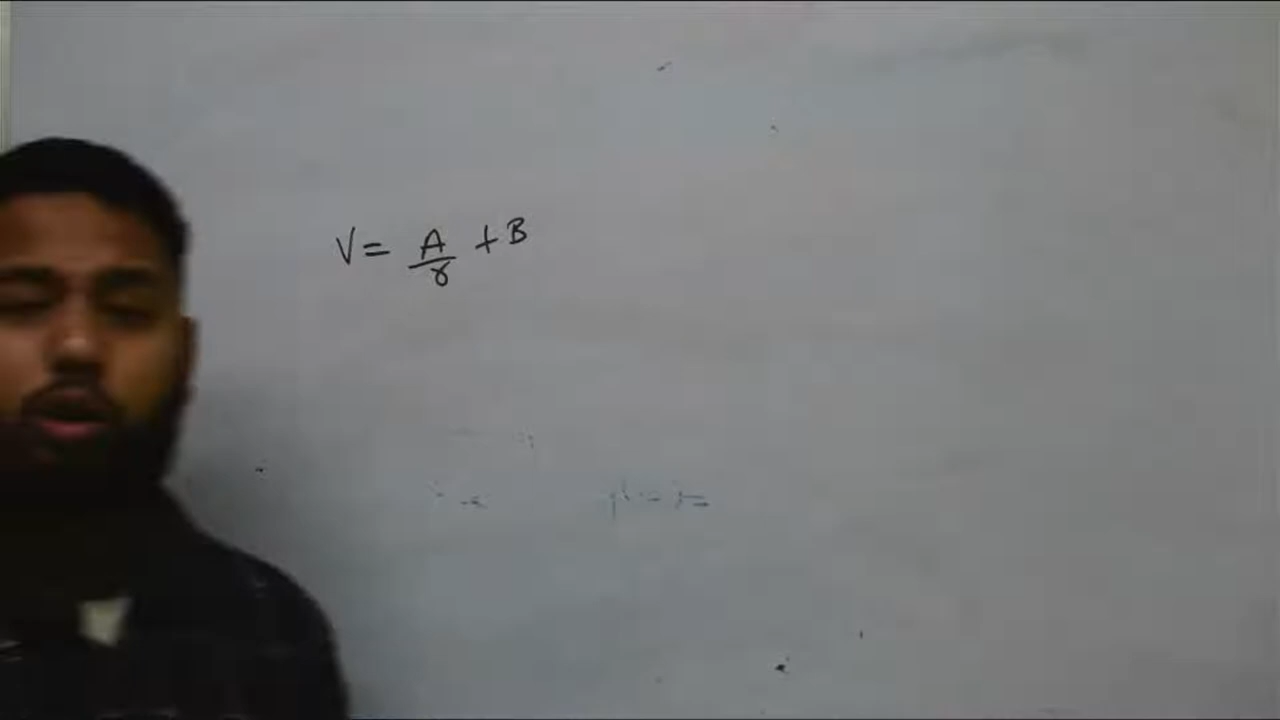 V = A/r + B